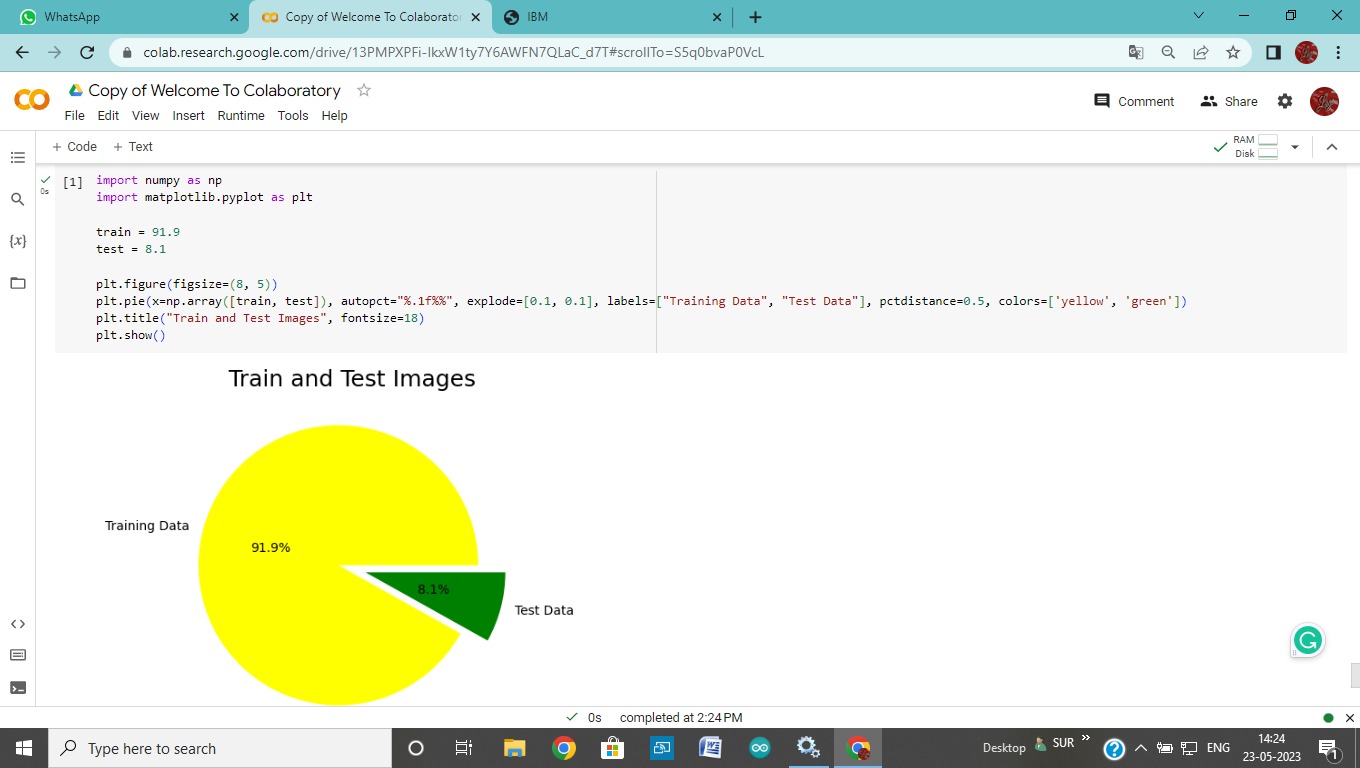 WhatsApp
Copy of Welcome To Colaborator
IBM
colab.research.google.com/drive/13PMPXPFi-IkxW1ty7Y6AWFN7QLaC_d7T#scrollTo=S5q0bvaP0VcL
Copy of Welcome To Colaboratory
File Edit View Insert Runtime Tools Help
Comment
Share
+ Code + Text
RAM
Disk
0s
[1] import numpy as np
import matplotlib.pyplot as plt
train = 91.9
test = 8.1
plt.figure(figsize=(8, 5))
plt.pie(x=np.array([train, test]), autopct="%.1f%%", explode=[0.1, 0.1], labels=["Training Data", "Test Data"], pctdistance=0.5, colors=['yellow', 'green'])
plt.title("Train and Test Images", fontsize=18)
plt.show()
{x}
Train and Test Images
Training Data
91.9%
8.1%
Test Data
0s completed at 2:24 PM
Type here to search
Desktop
SUR
ENG
14:24
23-05-2023
1